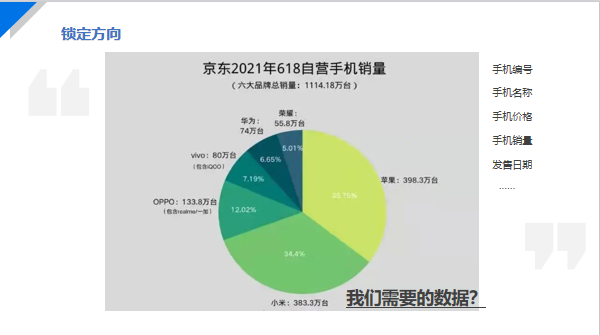 锁定方向
京东2021年618自营手机销量
(六大品牌总销量：1114.18万台)
荣耀：
55.8万台
华为：
74万台
vivo：80万台
(包含iQOO)
OPPO：133.8万台
(包含realme/一加)
苹果：398.3万台
小米：383.3万台
5.01%
6.65%
7.19%
12.02%
35.75%
34.4%
手机编号
手机名称
手机价格
手机销量
发售日期
......
我们需要的数据?